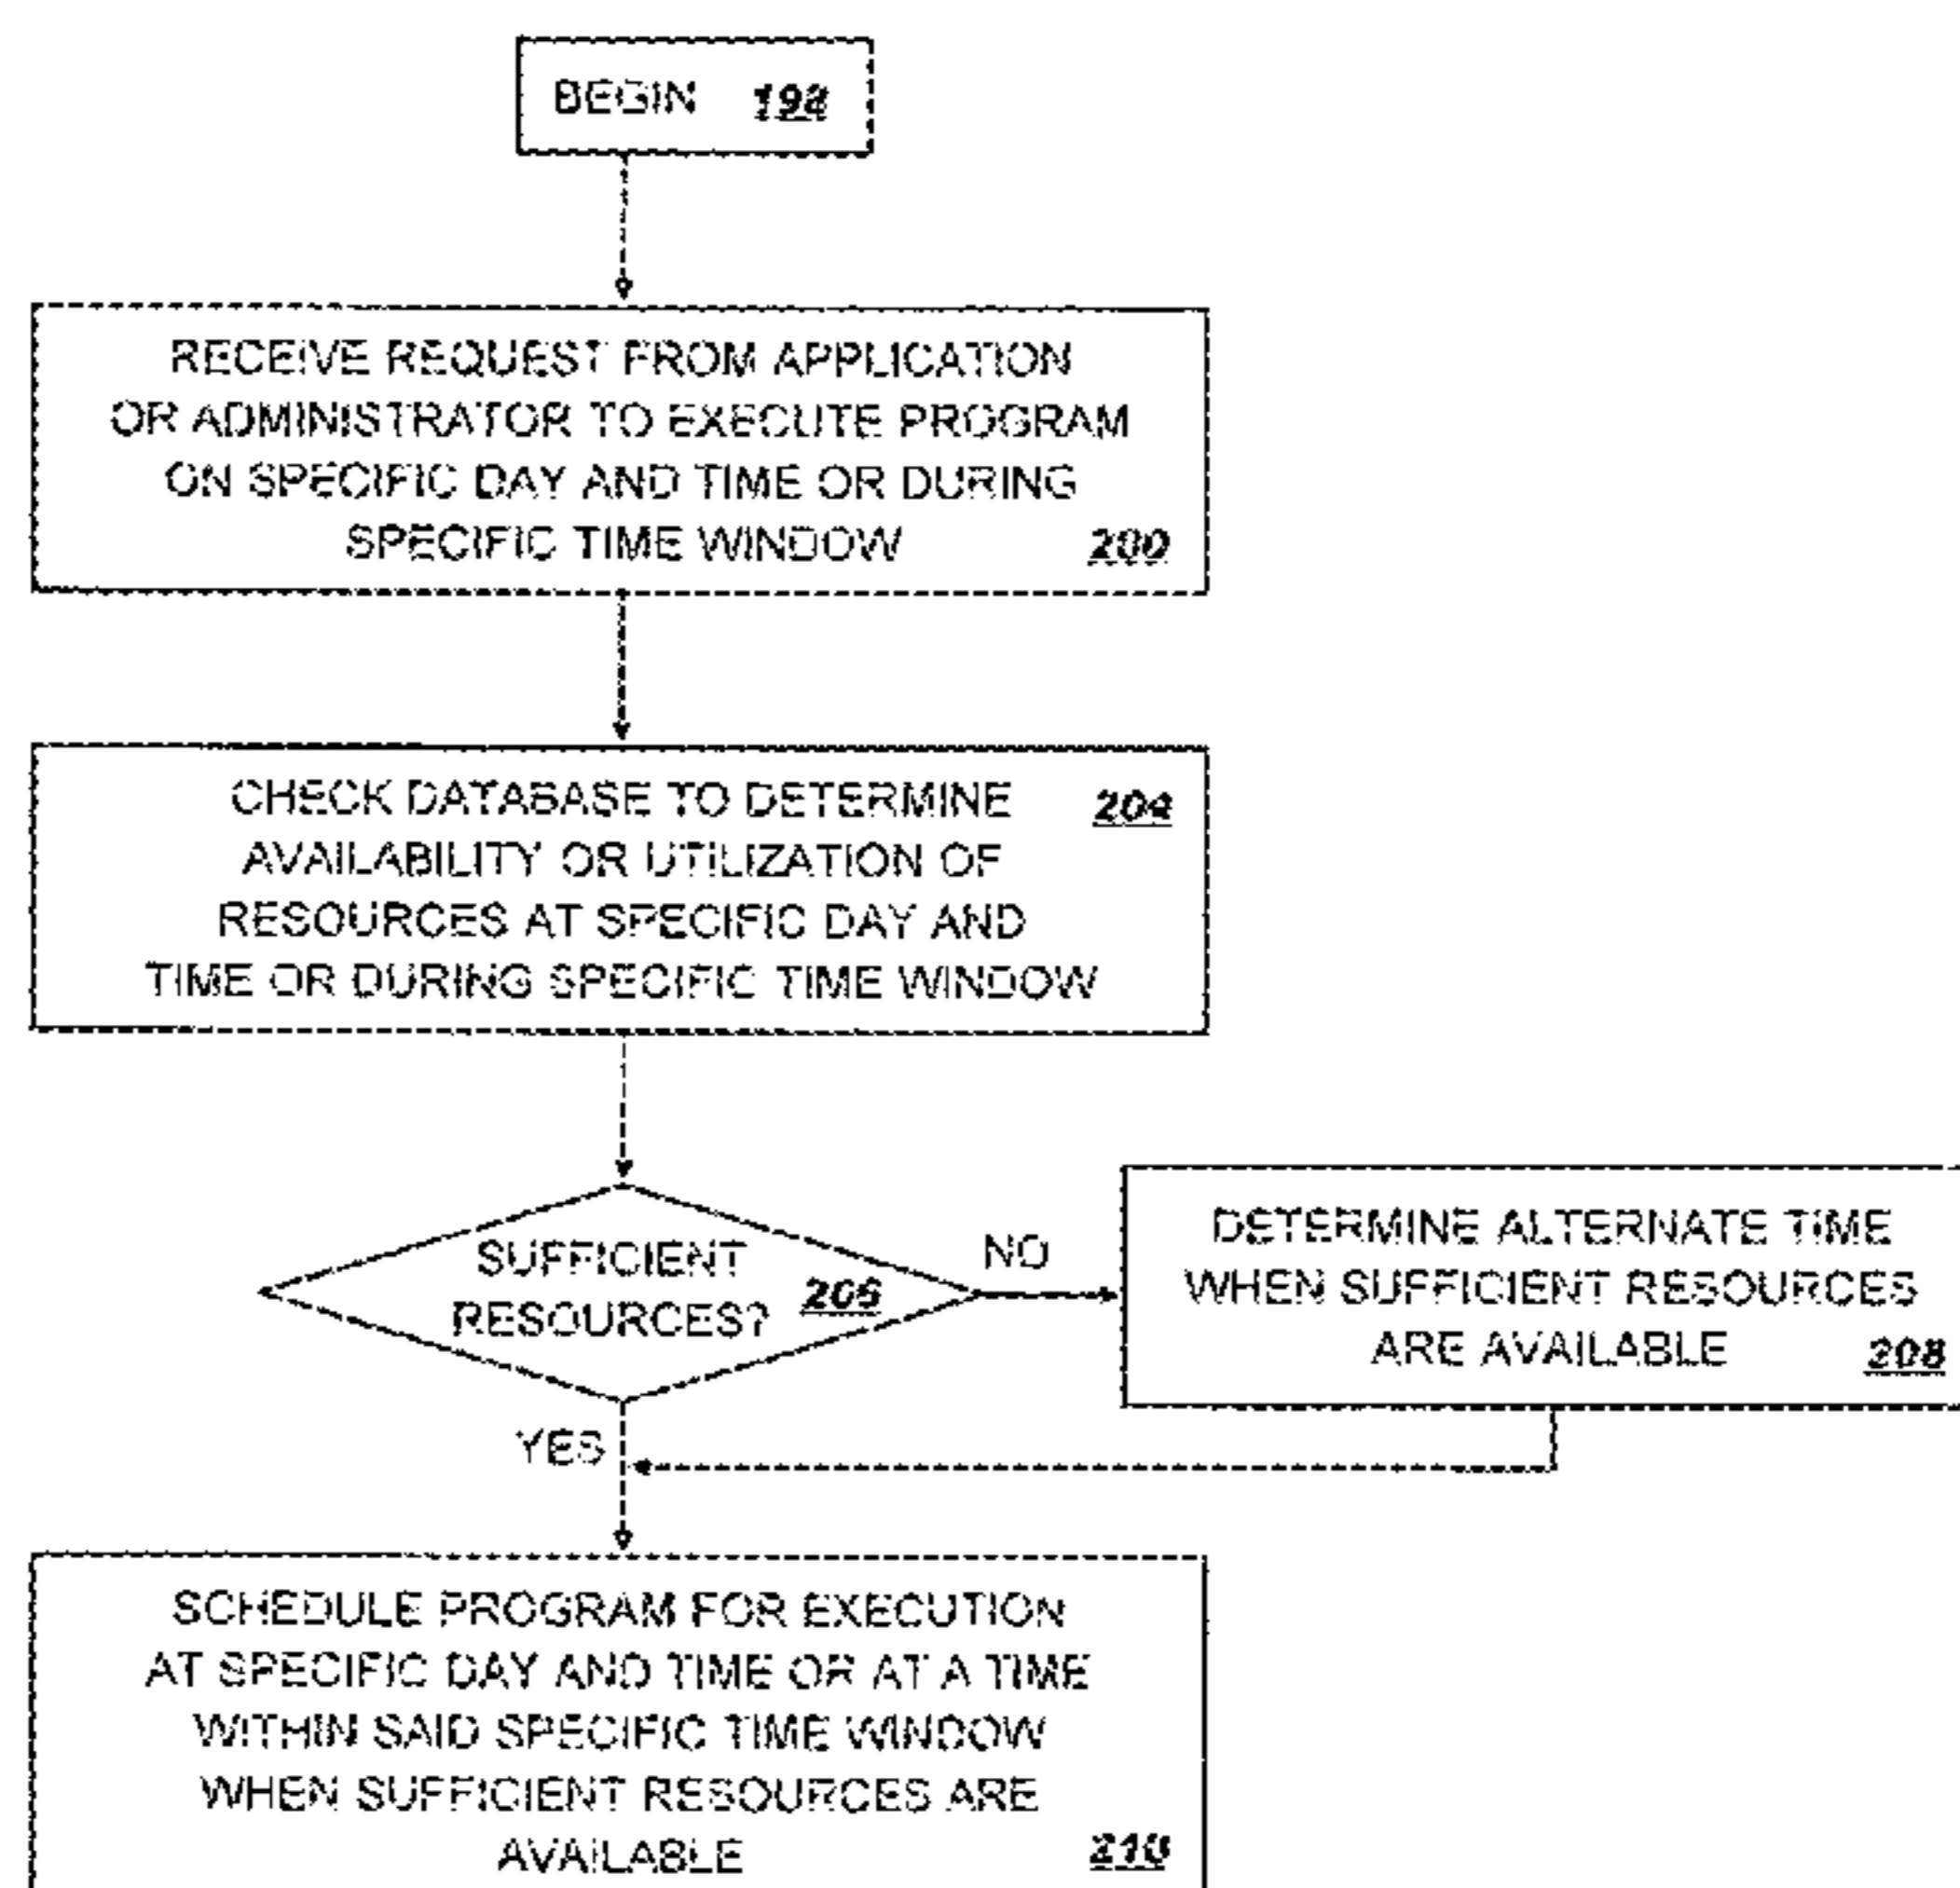 BEGIN 198
RECEIVE REQUEST FROM APPLICATION
OR ADMINISTRATOR TO EXECUTE PROGRAM
ON SPECIFIC DAY AND TIME OR DURING
SPECIFIC TIME WINDOW 200
CHECK DATABASE TO DETERMINE 204
AVAILABILITY OR UTILIZATION OF
RESOURCES AT SPECIFIC DAY AND
TIME OR DURING SPECIFIC TIME WINDOW
SUFFICIENT
RESOURCES? 206
NO
DETERMINE ALTERNATE TIME
WHEN SUFFICIENT RESOURCES
ARE AVAILABLE 208
YES
SCHEDULE PROGRAM FOR EXECUTION
AT SPECIFIC DAY AND TIME OR AT A TIME
WITHIN SAID SPECIFIC TIME WINDOW
WHEN SUFFICIENT RESOURCES ARE
AVAILABLE 210